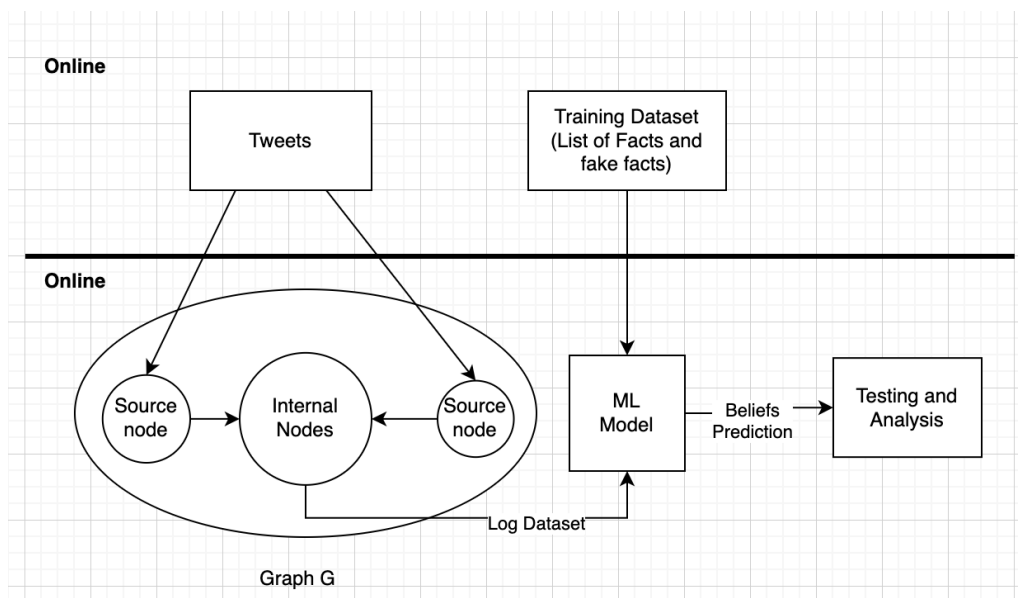 Online
Tweets
Training Dataset
(List of Facts and
fake facts)
Online
Source
node
Internal
Nodes
Source
node
ML
Model
Beliefs
Prediction
Testing and
Analysis
Log Dataset
Graph G